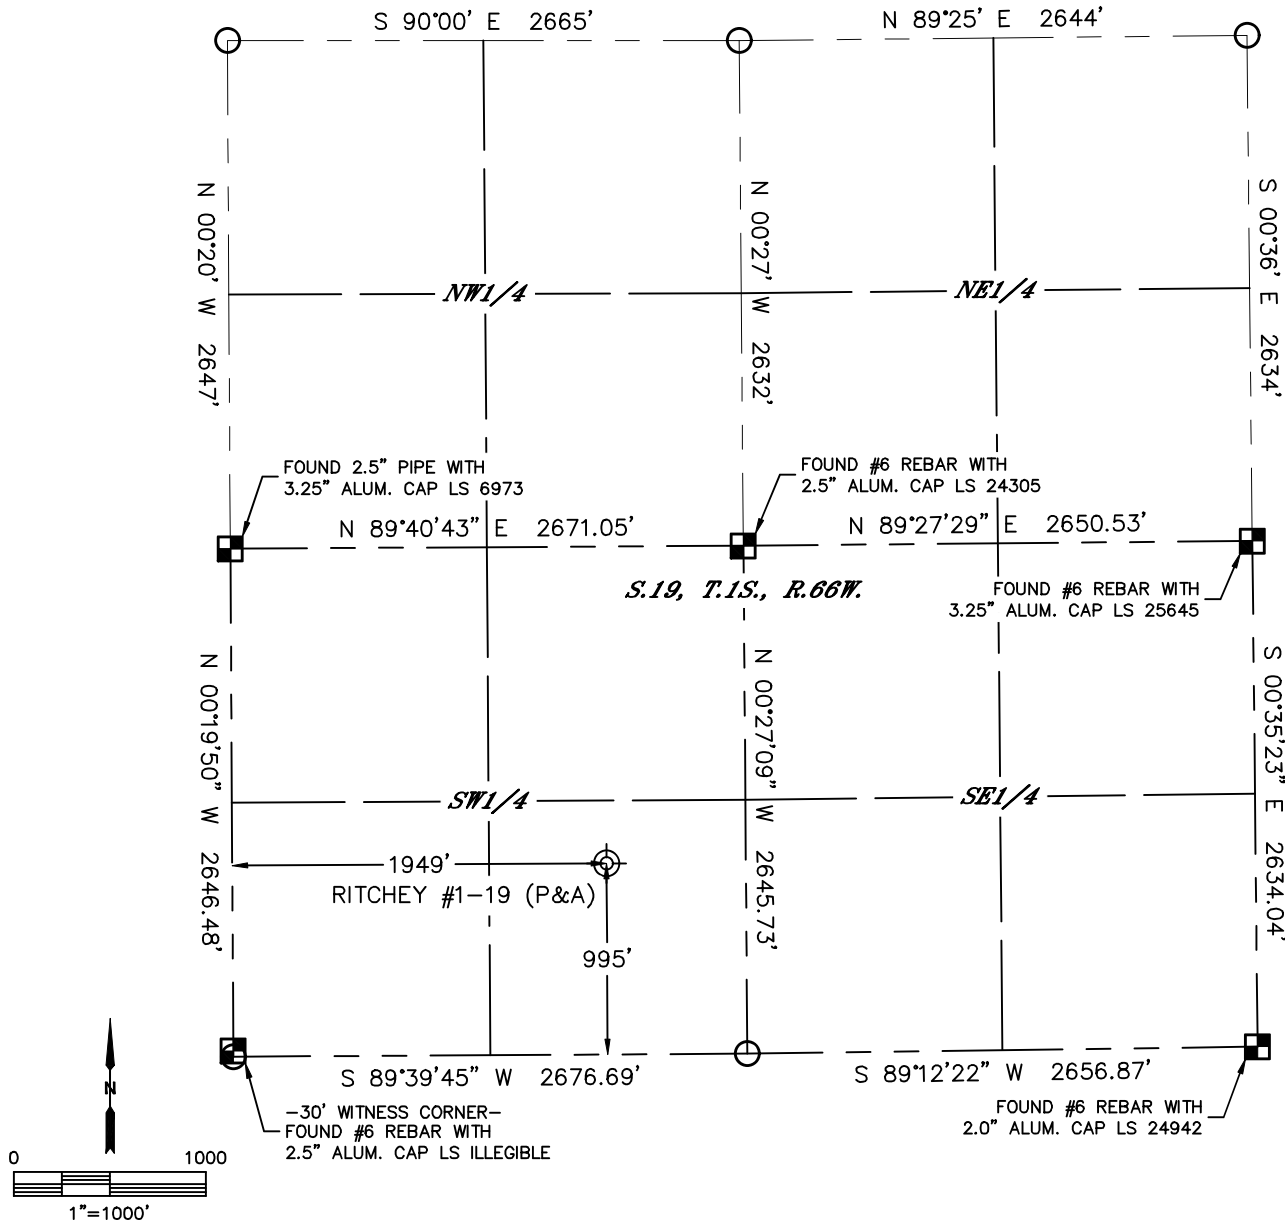 S 90°00' E 2665'
N 89°25' E 2644'
N 00°20' W 2647'
N 00°27' W 2632'
S 00°36' E 2634'
NW1/4
NE1/4
FOUND 2.5" PIPE WITH
3.25" ALUM. CAP LS 6973
FOUND #6 REBAR WITH
2.5" ALUM. CAP LS 24305
N 89°40'43" E 2671.05'
N 89°27'29" E 2650.53'
S.19, T.1S., R.66W.
FOUND #6 REBAR WITH
3.25" ALUM. CAP LS 25645
N 00°19'50" W 2646.48'
N 00°27'09" W 2645.73'
S 00°35'23" E 2634.04'
SW1/4
SE1/4
1949'
RITCHEY #1-19 (P&A)
995'
S 89°39'45" W 2676.69'
S 89°12'22" W 2656.87'
-30' WITNESS CORNER-
FOUND #6 REBAR WITH
2.5" ALUM. CAP LS ILLEGIBLE
FOUND #6 REBAR WITH
2.0" ALUM. CAP LS 24942
N
0 1000
1"=1000'